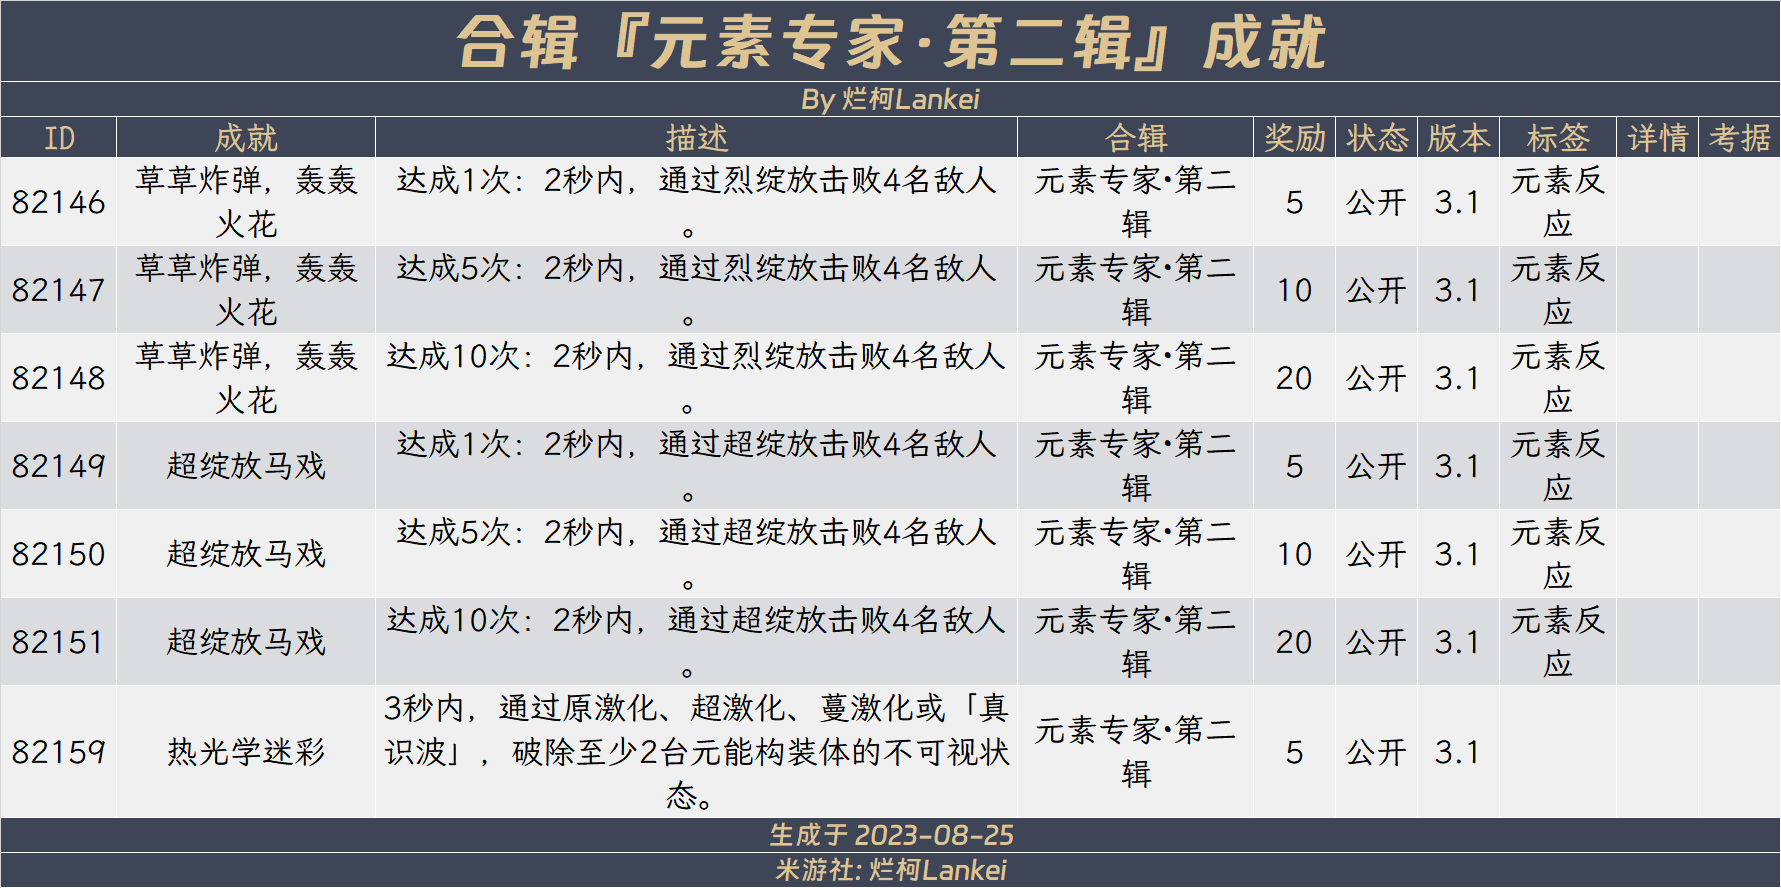 合辑『元素专家·第二辑』成就
By 烂柯Lankei
ID 成就 描述 合辑 奖励 状态 版本 标签 详情 考据
82146 草草炸弹，轰轰火花 达成1次：2秒内，通过烈绽放击败4名敌人。 元素专家·第二辑 5 公开 3.1 元素反应
82147 草草炸弹，轰轰火花 达成5次：2秒内，通过烈绽放击败4名敌人。 元素专家·第二辑 10 公开 3.1 元素反应
82148 草草炸弹，轰轰火花 达成10次：2秒内，通过烈绽放击败4名敌人。 元素专家·第二辑 20 公开 3.1 元素反应
82149 超绽放马戏 达成1次：2秒内，通过超绽放击败4名敌人。 元素专家·第二辑 5 公开 3.1 元素反应
82150 超绽放马戏 达成5次：2秒内，通过超绽放击败4名敌人。 元素专家·第二辑 10 公开 3.1 元素反应
82151 超绽放马戏 达成10次：2秒内，通过超绽放击败4名敌人。 元素专家·第二辑 20 公开 3.1 元素反应
82159 热光学迷彩 3秒内，通过原激化、超激化、蔓激化或「真识波」，破除至少2台元能构装体的不可视状态。 元素专家·第二辑 5 公开 3.1
生成于 2023-08-25
米游社: 烂柯Lankei